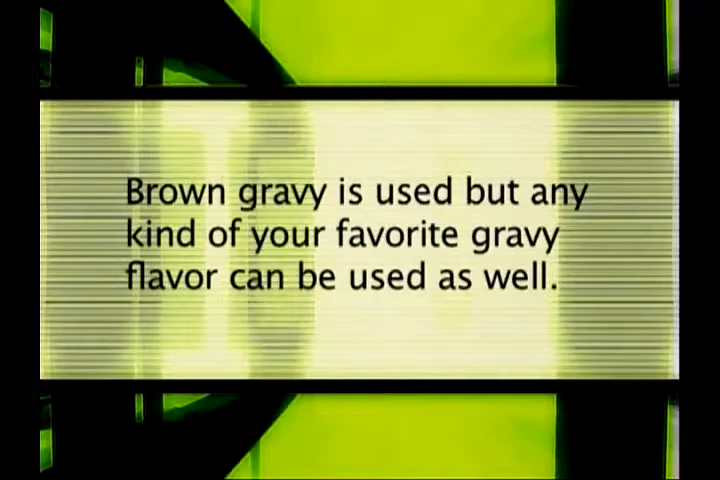 Brown gravy is used but any
kind of your favorite gravy
flavor can be used as well.